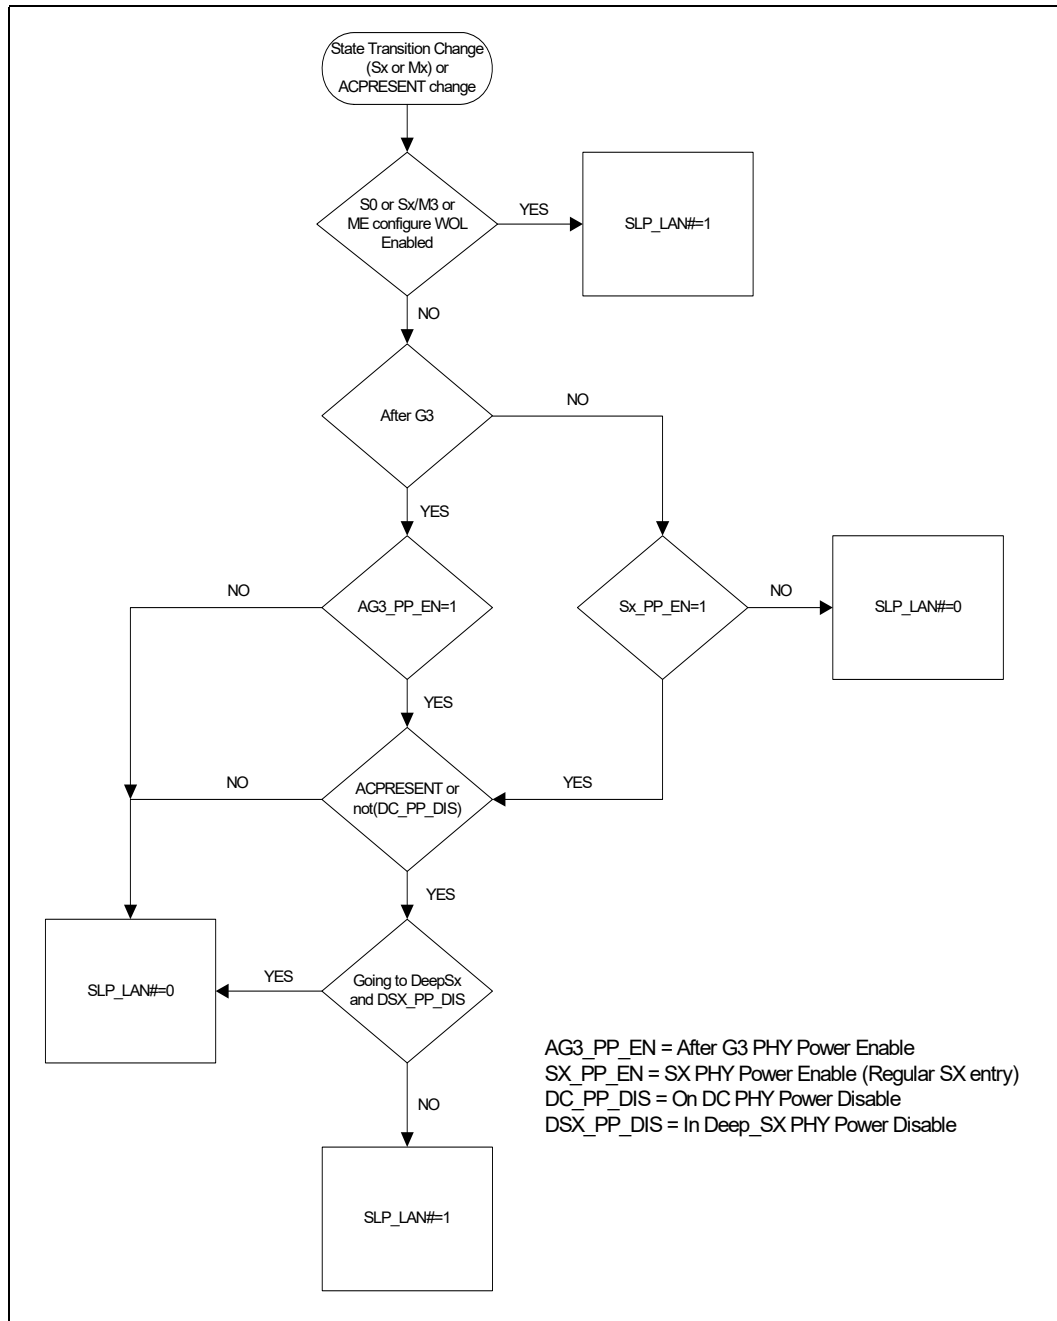 State Transition Change
(Sx or Mx) or
ACPRESENT change
S0 or Sx/M3 or
ME configure WOL
Enabled
YES
SLP_LAN#=1
NO
After G3
NO
YES
AG3_PP_EN=1
NO
Sx_PP_EN=1
NO
SLP_LAN#=0
YES
ACPRESENT or
not(DC_PP_DIS)
NO
YES
YES
Going to DeepSx
and DSX_PP_DIS
YES
SLP_LAN#=0
NO
SLP_LAN#=1
AG3_PP_EN = After G3 PHY Power Enable
SX_PP_EN = SX PHY Power Enable (Regular SX entry)
DC_PP_DIS = On DC PHY Power Disable
DSX_PP_DIS = In Deep_SX PHY Power Disable